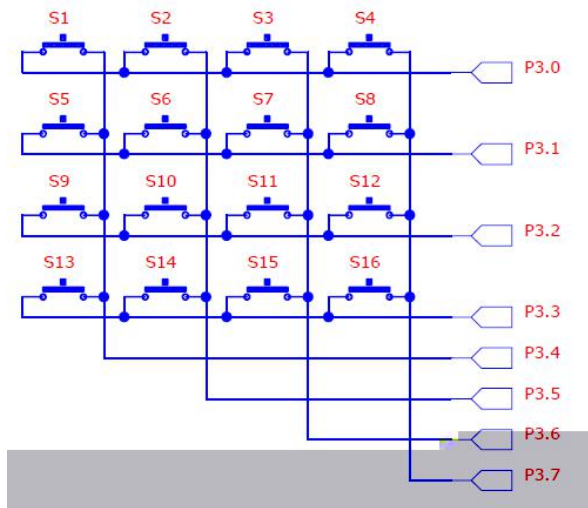 S1 S2 S3 S4
P3.0
S5 S6 S7 S8
P3.1
S9 S10 S11 S12
P3.2
S13 S14 S15 S16
P3.3
P3.4
P3.5
P3.6
P3.7